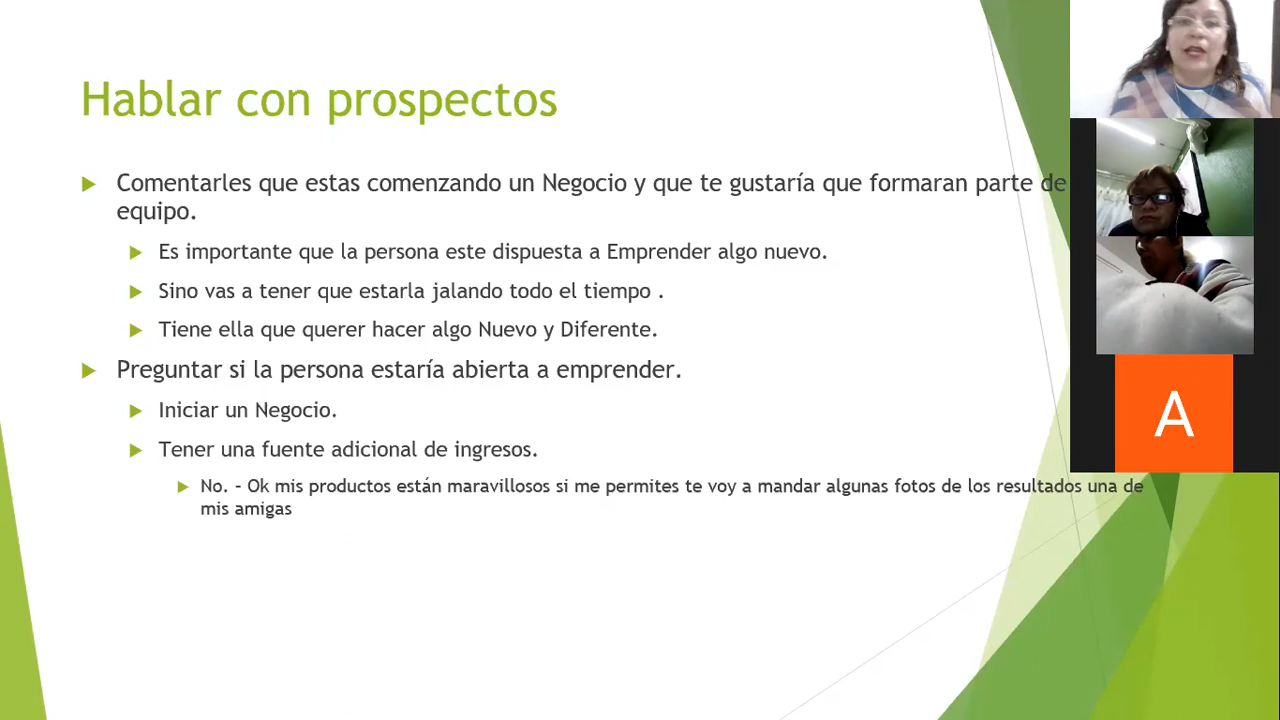 Hablar con prospectos
Comentarles que estas comenzando un Negocio y que te gustaría que formaran parte de
equipo.
Es importante que la persona este dispuesta a Emprender algo nuevo.
Sino vas a tener que estarla jalando todo el tiempo .
Tiene ella que querer hacer algo Nuevo y Diferente.
Preguntar si la persona estaría abierta a emprender.
Iniciar un Negocio.
Tener una fuente adicional de ingresos.
No. – Ok mis productos están maravillosos si me permites te voy a mandar algunas fotos de los resultados una de
mis amigas
A